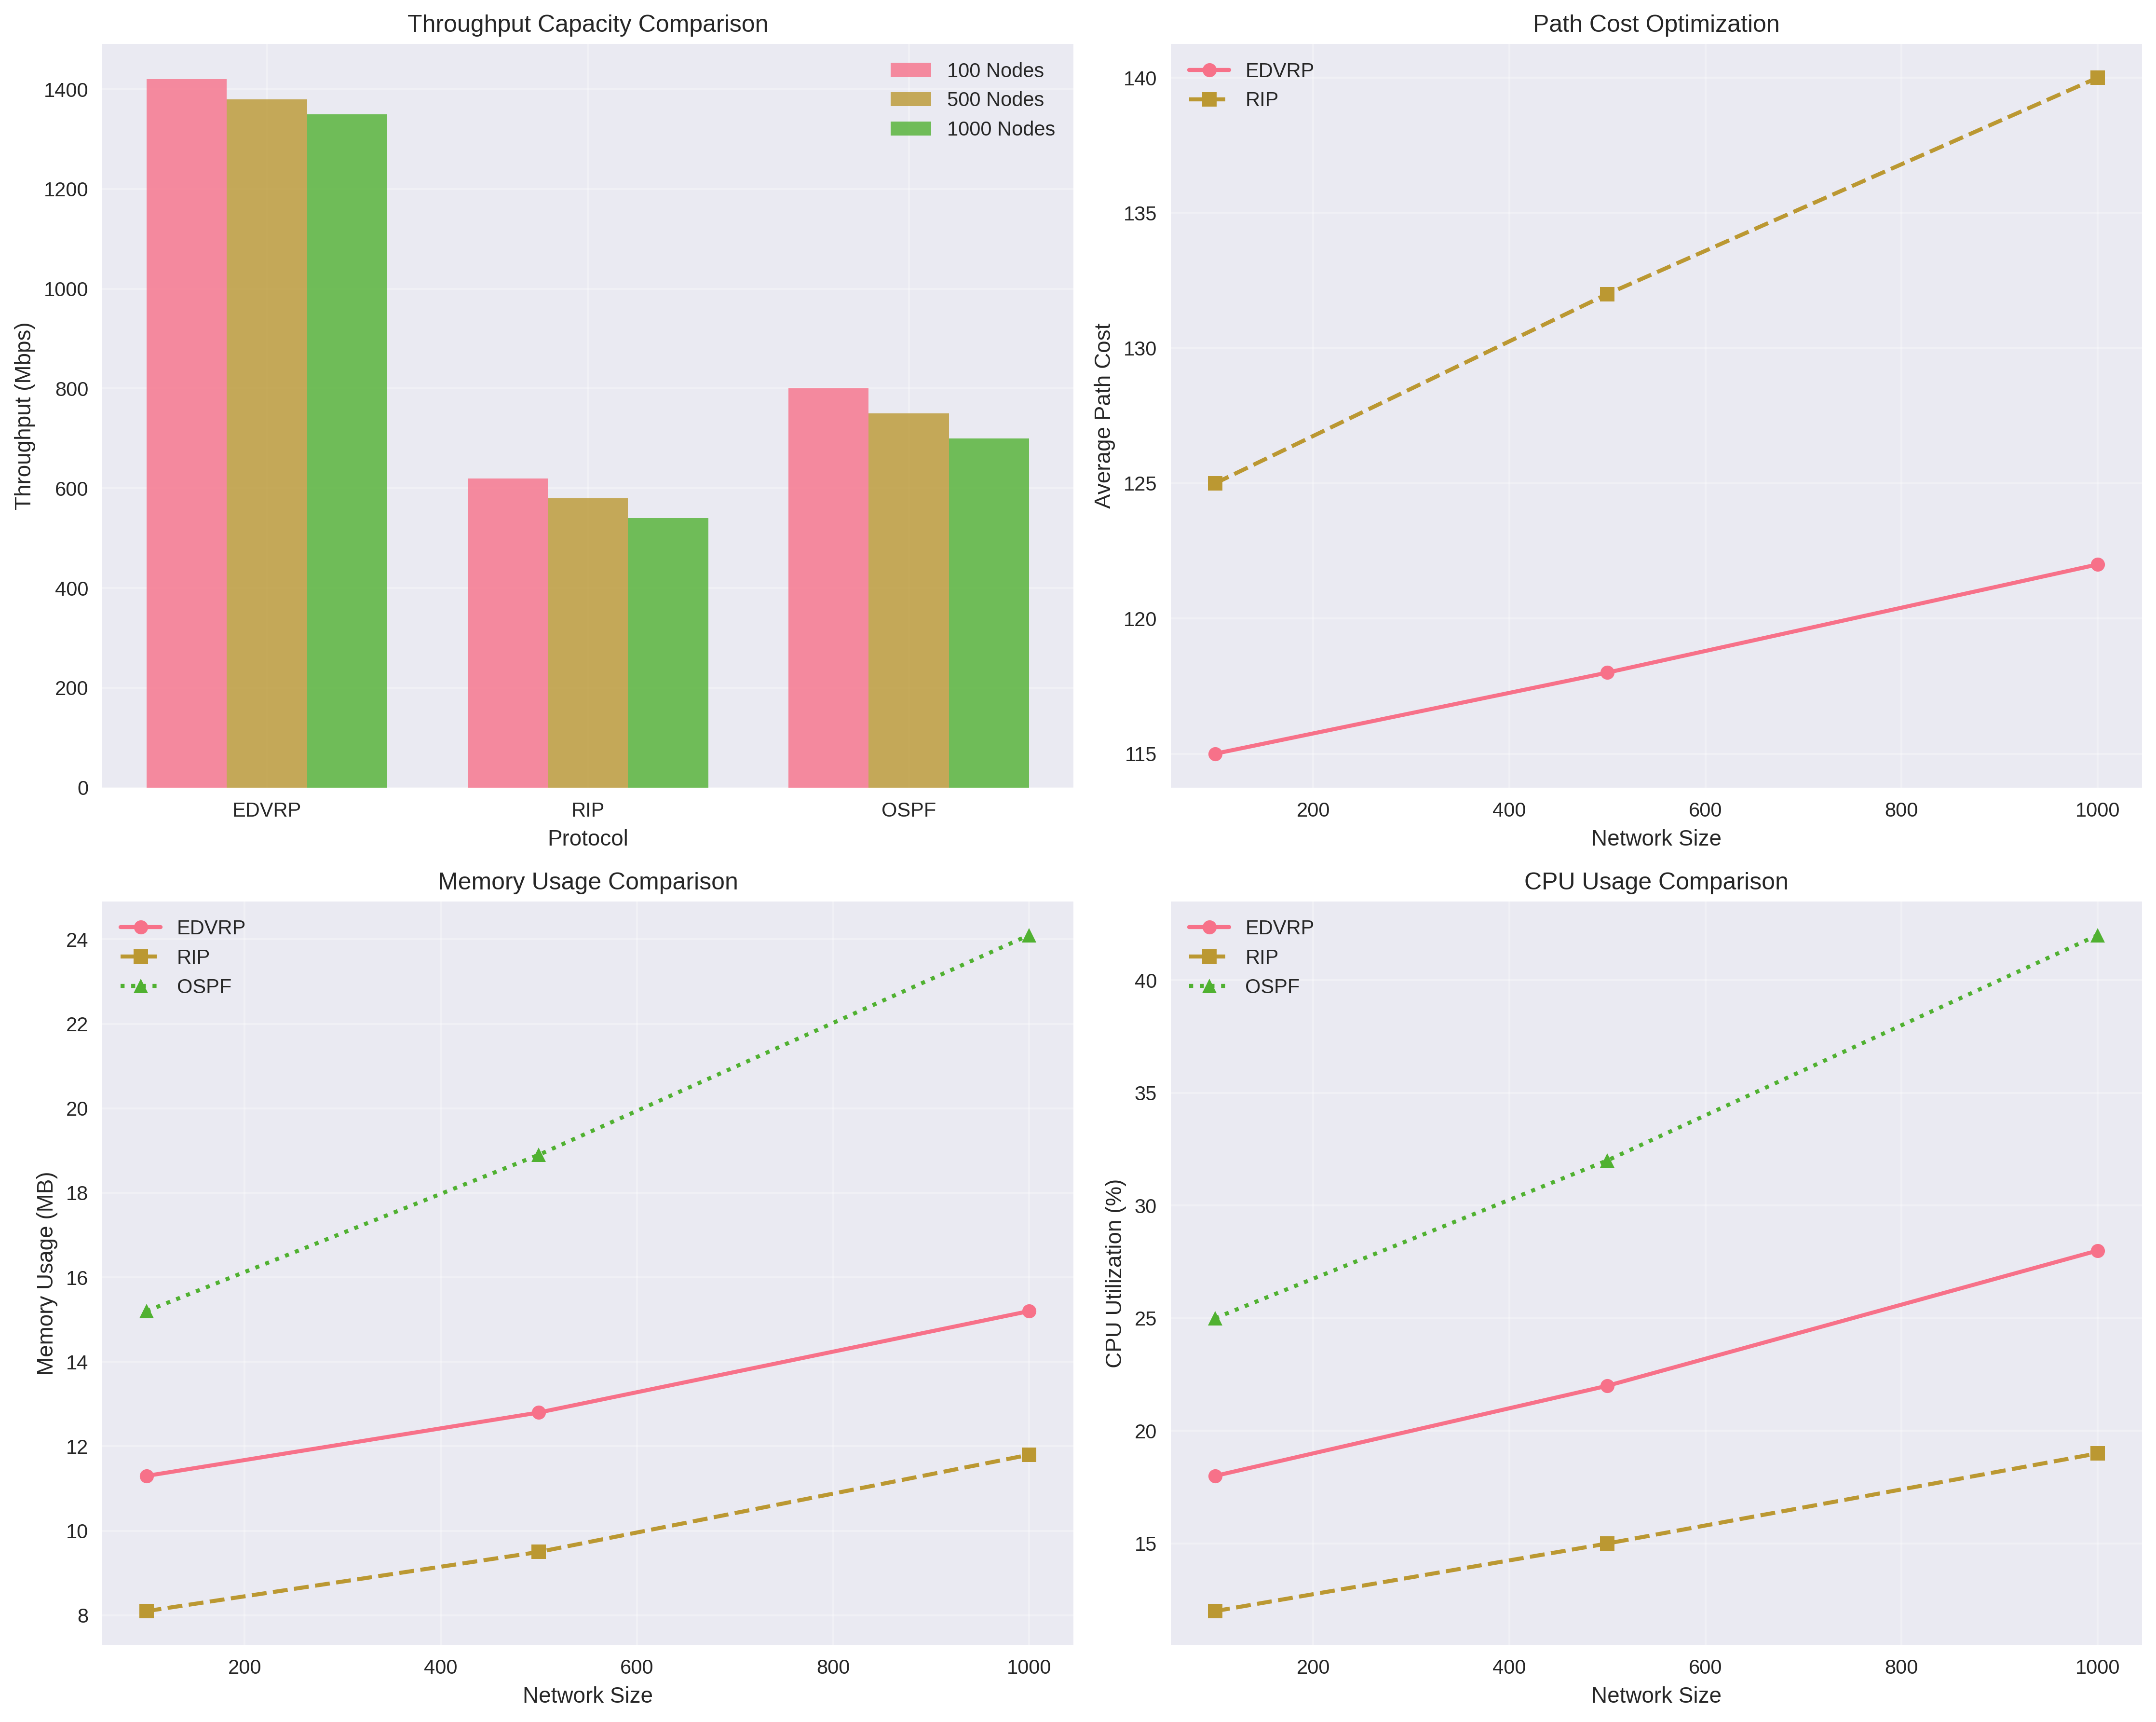 Throughput Capacity Comparison
100 Nodes
500 Nodes
1000 Nodes
Throughput (Mbps)
1400
1200
1000
800
600
400
200
0
EDVRP RIP OSPF
Protocol
Path Cost Optimization
EDVRP
RIP
Average Path Cost
140
135
130
125
120
115
200 400 600 800 1000
Network Size
Memory Usage Comparison
EDVRP
RIP
OSPF
Memory Usage (MB)
24
22
20
18
16
14
12
10
8
200 400 600 800 1000
Network Size
CPU Usage Comparison
EDVRP
RIP
OSPF
CPU Utilization (%)
40
35
30
25
20
15
200 400 600 800 1000
Network Size